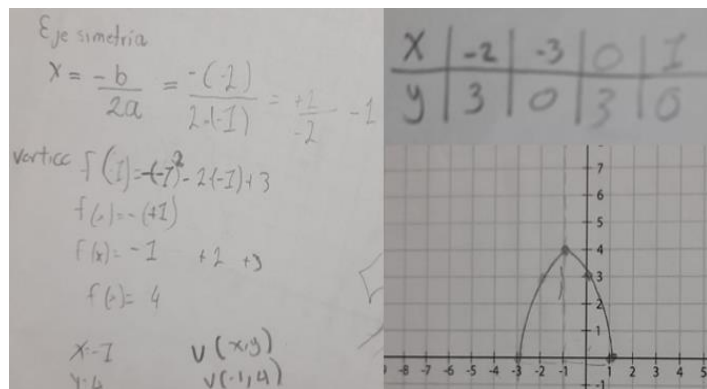 Eje simetria
X = -b / 2a = -(-2) / 2·(-1) = +2 / -2 -1
Vertice f(-1)=-(-1)²-2(-1)+3
f(x)=-(+1)
f(x)=-1 +2 +3
f(x)=4
X=-1 V(x,y)
y=4 V(-1,4)
X | -2 | -3 | 0 | 1
y | 3 | 0 | 3 | 0
7
6
5
4
3
2
1
-8 -7 -6 -5 -4 -3 -2 -1 0 1 2 3 4 5
-1